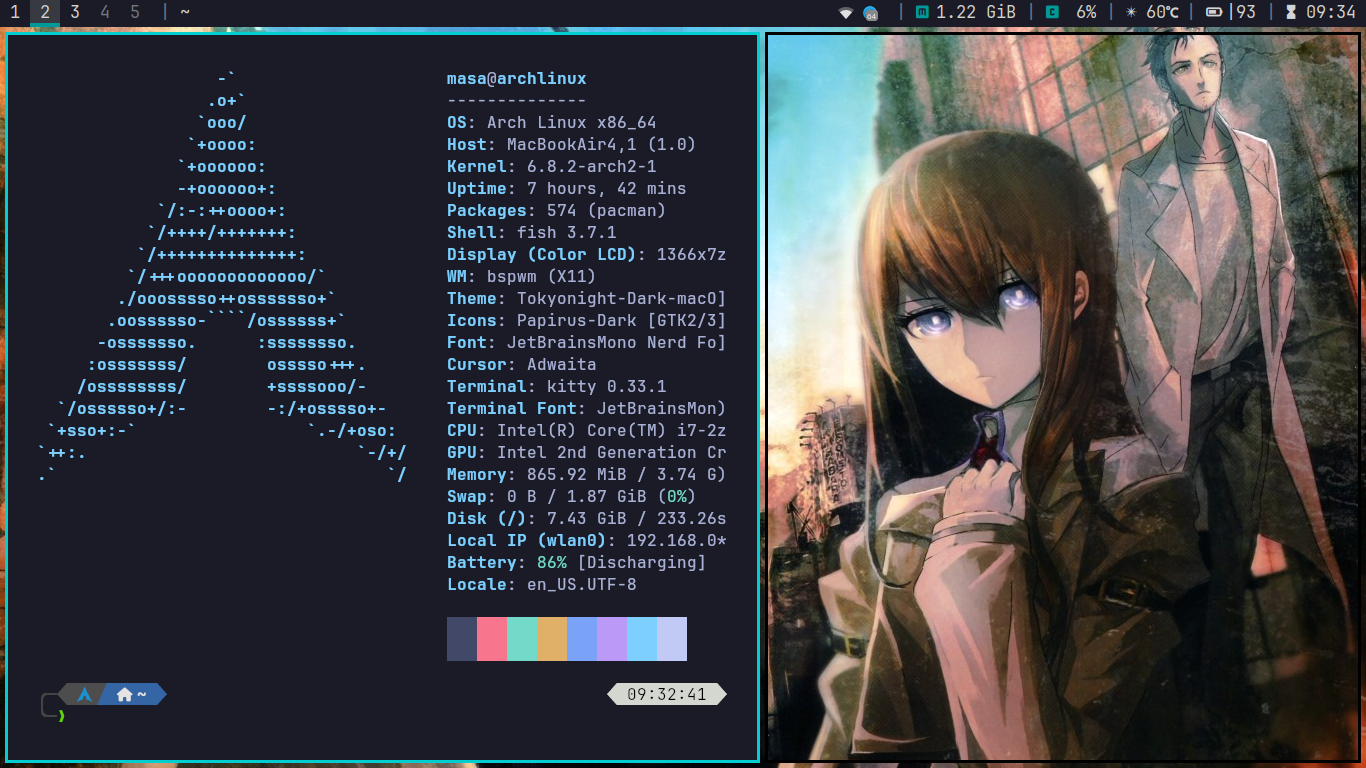 1 2 3 4 5 | ~ 64 | M 1.22 GiB | C 6% | 60℃ | |93 | 09:34
-`
.o+`
`ooo/
`+oooo:
`+oooooo:
-+oooooo+:
`/:-:++oooo+:
`/++++/+++++++:
`/++++++++++++++:
`/+++ooooooooooooo/`
./ooosssso++osssssso+`
.oossssso-````/ossssss+`
-osssssso. :ssssssso.
:osssssss/ osssso+++.
/ossssssss/ +ssssooo/-
`/ossssso+/:- -:/+osssso+-
`+sso+:-` `.-/+oso:
`++:. `-/+/
.` `/
masa@archlinux
--------------
OS: Arch Linux x86_64
Host: MacBookAir4,1 (1.0)
Kernel: 6.8.2-arch2-1
Uptime: 7 hours, 42 mins
Packages: 574 (pacman)
Shell: fish 3.7.1
Display (Color LCD): 1366x7z
WM: bspwm (X11)
Theme: Tokyonight-Dark-macO]
Icons: Papirus-Dark [GTK2/3]
Font: JetBrainsMono Nerd Fo]
Cursor: Adwaita
Terminal: kitty 0.33.1
Terminal Font: JetBrainsMon)
CPU: Intel(R) Core(TM) i7-2z
GPU: Intel 2nd Generation Cr
Memory: 865.92 MiB / 3.74 G)
Swap: 0 B / 1.87 GiB (0%)
Disk (/): 7.43 GiB / 233.26s
Local IP (wlan0): 192.168.0*
Battery: 86% [Discharging]
Locale: en_US.UTF-8
~ 09:32:41